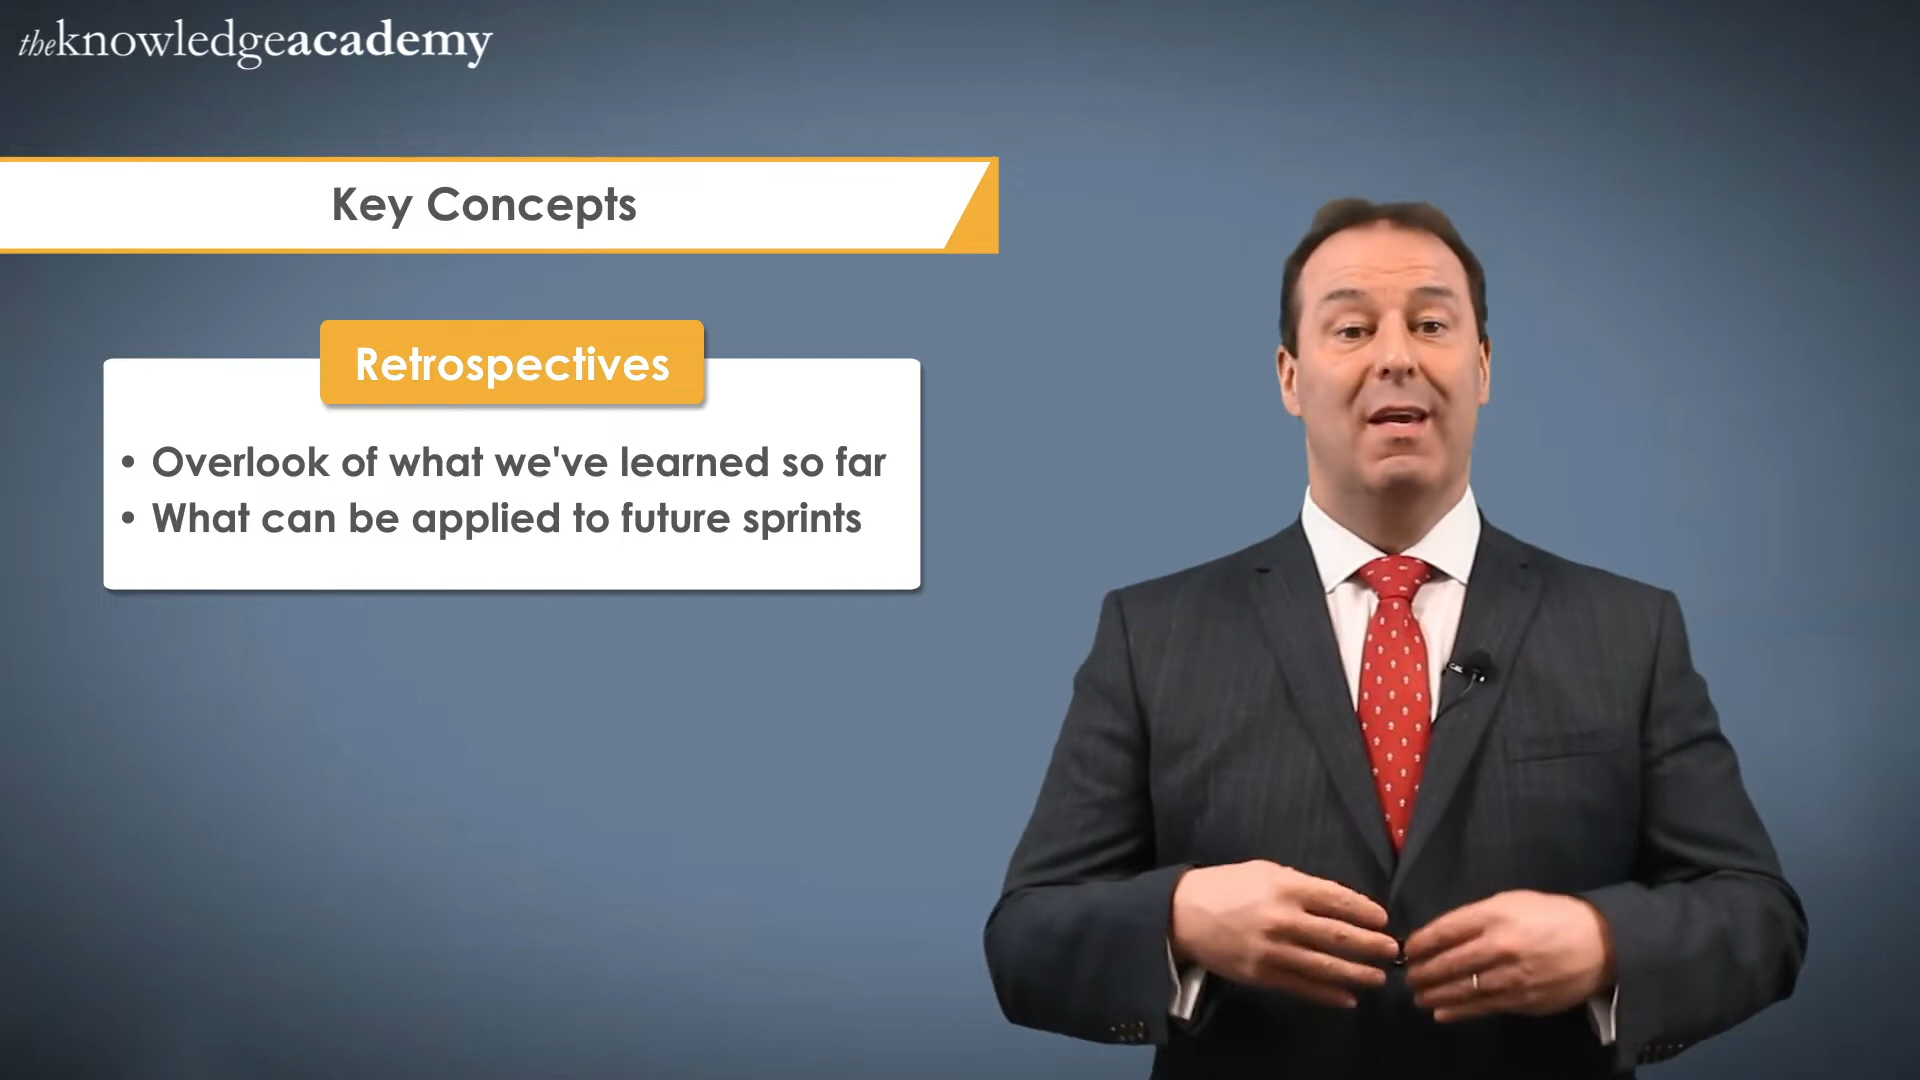 theknowledgeacademy
Key Concepts
Retrospectives
• Overlook of what we've learned so far
• What can be applied to future sprints